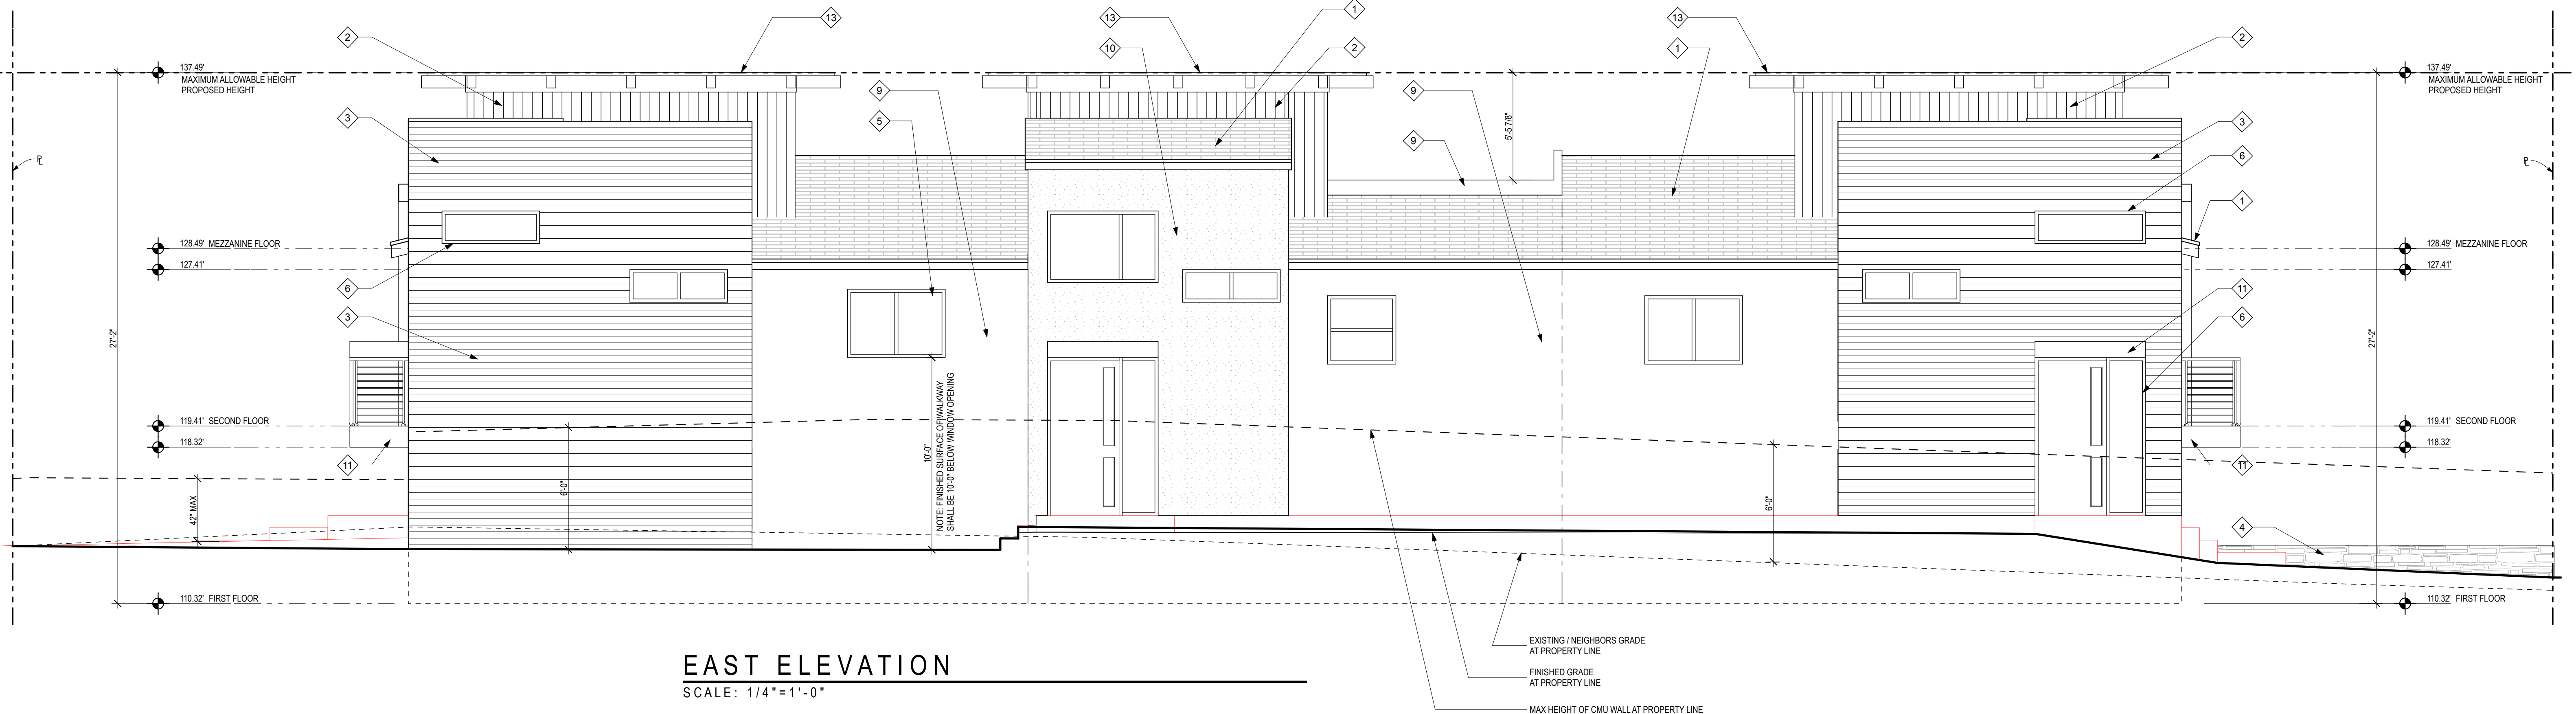 13
13
1
13
2
10
2
1
2
137.49'
MAXIMUM ALLOWABLE HEIGHT
PROPOSED HEIGHT
137.49'
MAXIMUM ALLOWABLE HEIGHT
PROPOSED HEIGHT
9
9
3
5
5'-5 7/8"
9
3
6
PL
PL
1
128.49' MEZZANINE FLOOR
128.49' MEZZANINE FLOOR
127.41'
127.41'
6
11
3
6
27'-2"
27'-2"
10'-0"
NOTE: FINISHED SURFACE OF WALKWAY
SHALL BE 10'-0" BELOW WINDOW OPENING
119.41' SECOND FLOOR
119.41' SECOND FLOOR
118.32'
118.32'
11
11
42" MAX
6'-0"
6'-0"
4
110.32' FIRST FLOOR
110.32' FIRST FLOOR
EXISTING / NEIGHBORS GRADE
AT PROPERTY LINE
FINISHED GRADE
AT PROPERTY LINE
MAX HEIGHT OF CMU WALL AT PROPERTY LINE
EAST ELEVATION
SCALE: 1/4"=1'-0"